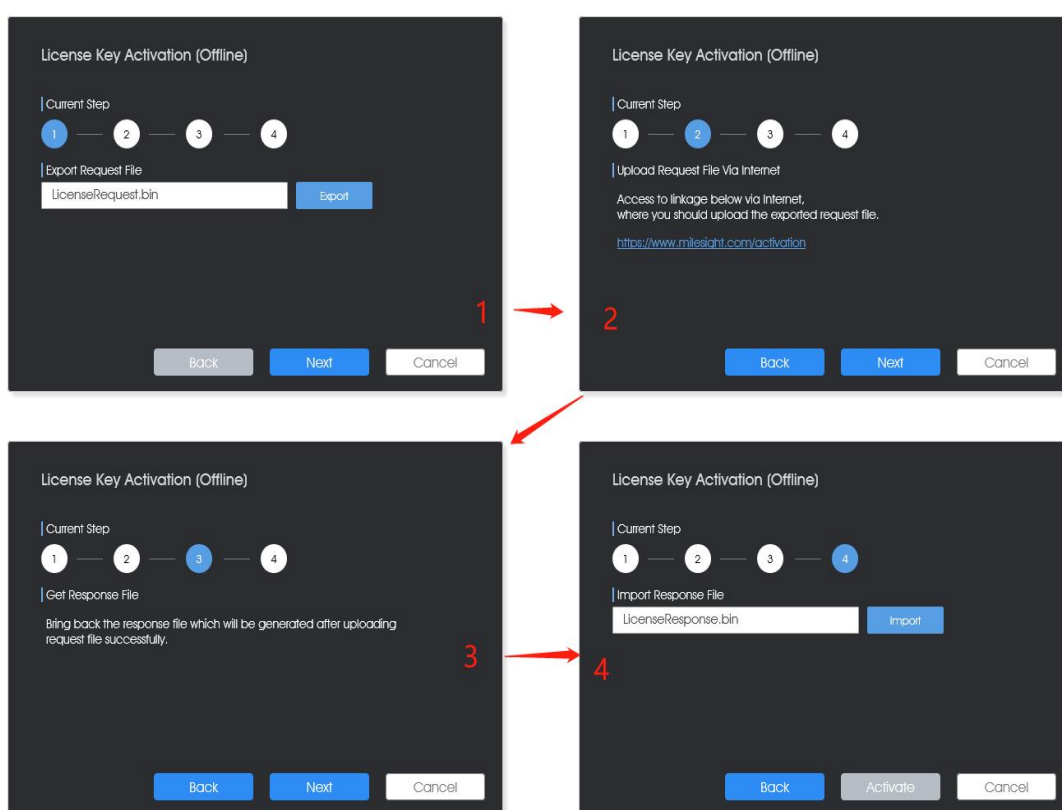 License Key Activation (Offline)
Current Step
1 2 3 4
Export Request File
LicenseRequest.bin Export
1
Back Next Cancel
License Key Activation (Offline)
Current Step
1 2 3 4
Upload Request File Via Internet
Access to linkage below via Internet,
where you should upload the exported request file.
https://www.milesight.com/activation
2
Back Next Cancel
License Key Activation (Offline)
Current Step
1 2 3 4
Get Response File
Bring back the response file which will be generated after uploading
request file successfully.
3
Back Next Cancel
License Key Activation (Offline)
Current Step
1 2 3 4
Import Response File
LicenseResponse.bin Import
4
Back Activate Cancel